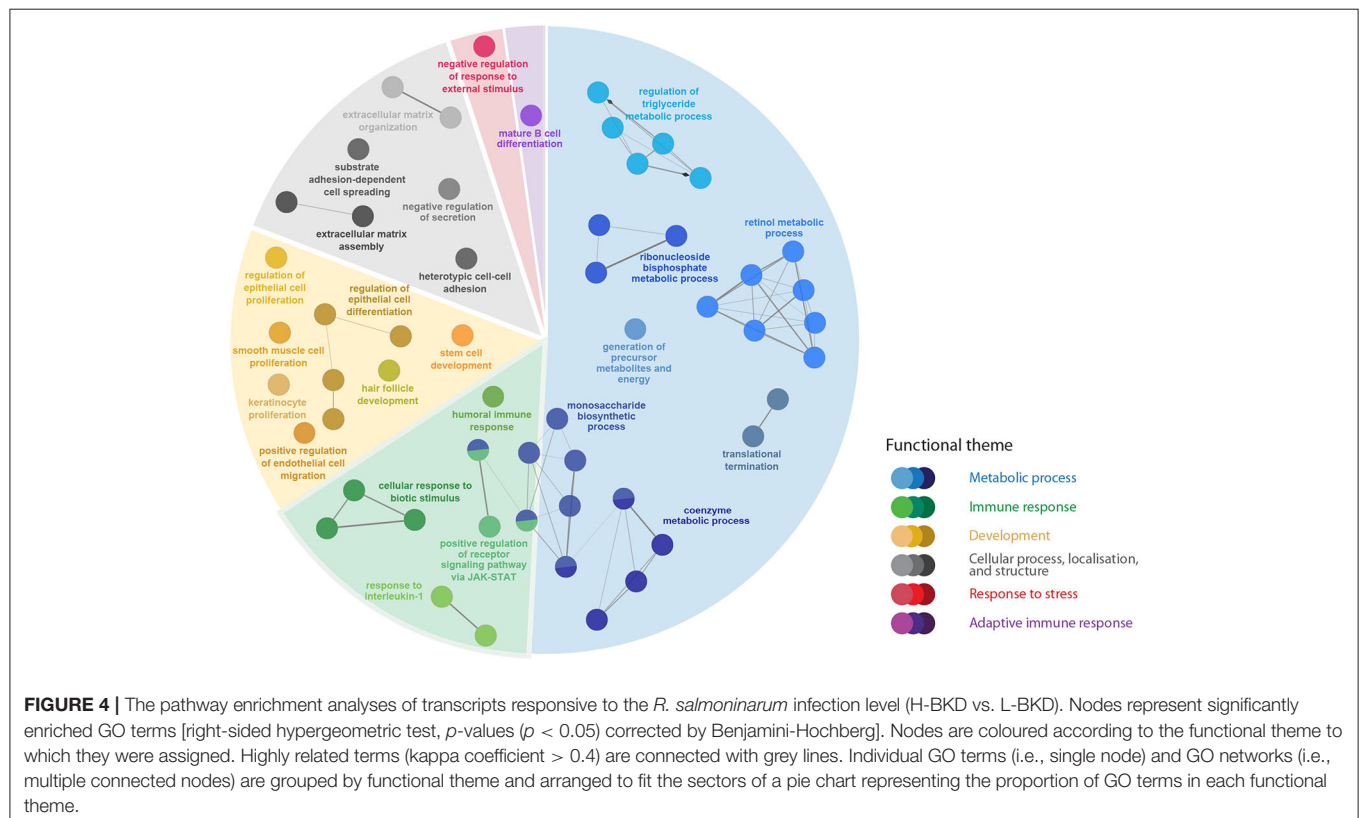 negative regulation
of response to
external stimulus
mature B cell
differentiation
extracellular matrix
organization
substrate
adhesion-dependent
cell spreading
negative regulation
of secretion
extracellular matrix
assembly
heterotypic cell-cell
adhesion
regulation of
triglyceride
metabolic process
ribonucleoside
bisphosphate
metabolic process
retinol metabolic
process
generation of
precursor
metabolites and
energy
translational
termination
monosaccharide
biosynthetic
process
coenzyme
metabolic process
regulation of
epithelial cell
proliferation
regulation of
epithelial cell
differentiation
smooth muscle cell
proliferation
stem cell
development
hair follicle
development
keratinocyte
proliferation
positive regulation
of endothelial cell
migration
humoral immune
response
cellular response to
biotic stimulus
positive regulation
of receptor
signaling pathway
via JAK-STAT
response to
interleukin-1
Functional theme
Metabolic process
Immune response
Development
Cellular process, localisation,
and structure
Response to stress
Adaptive immune response
FIGURE 4 | The pathway enrichment analyses of transcripts responsive to the R. salmoninarum infection level (H-BKD vs. L-BKD). Nodes represent significantly
enriched GO terms [right-sided hypergeometric test, p-values (p < 0.05) corrected by Benjamini-Hochberg]. Nodes are coloured according to the functional theme to
which they were assigned. Highly related terms (kappa coefficient > 0.4) are connected with grey lines. Individual GO terms (i.e., single node) and GO networks (i.e.,
multiple connected nodes) are grouped by functional theme and arranged to fit the sectors of a pie chart representing the proportion of GO terms in each functional
theme.